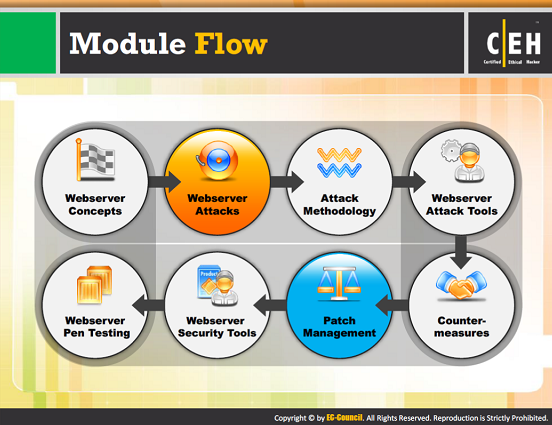 Module Flow
C|EH
Certified Ethical Hacker
Webserver
Concepts
Webserver
Attacks
Attack
Methodology
Webserver
Attack Tools
Webserver
Pen Testing
Product
Webserver
Security Tools
Patch
Management
Counter-
measures
Copyright © by EC-Council. All Rights Reserved. Reproduction is Strictly Prohibited.